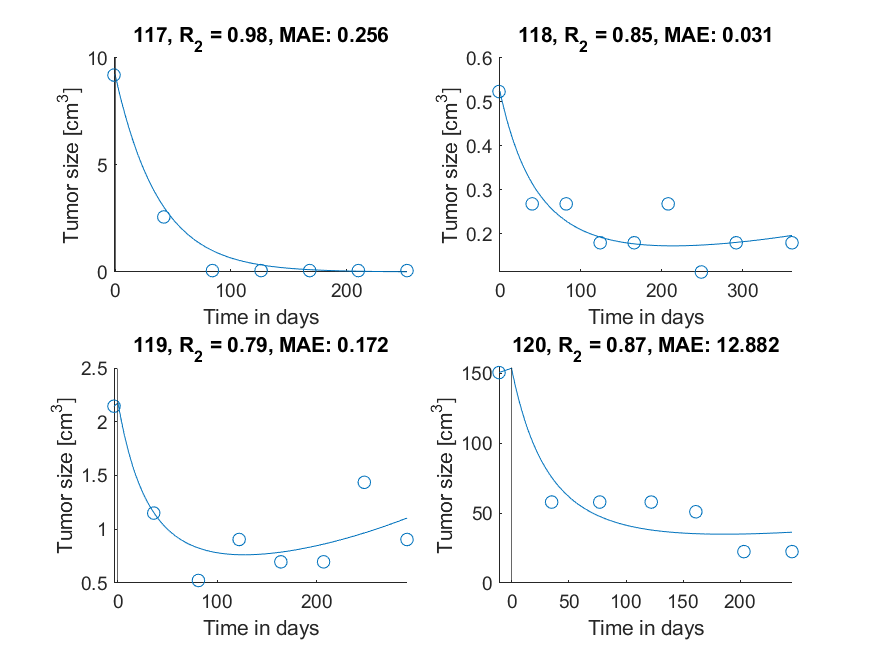 117, R2 = 0.98, MAE: 0.256
10
5
0
Tumor size [cm3]
0 100 200
Time in days
118, R2 = 0.85, MAE: 0.031
0.6
0.5
0.4
0.3
0.2
Tumor size [cm3]
0 100 200 300
Time in days
119, R2 = 0.79, MAE: 0.172
2.5
2
1.5
1
0.5
Tumor size [cm3]
0 100 200
Time in days
120, R2 = 0.87, MAE: 12.882
150
100
50
0
Tumor size [cm3]
0 50 100 150 200
Time in days